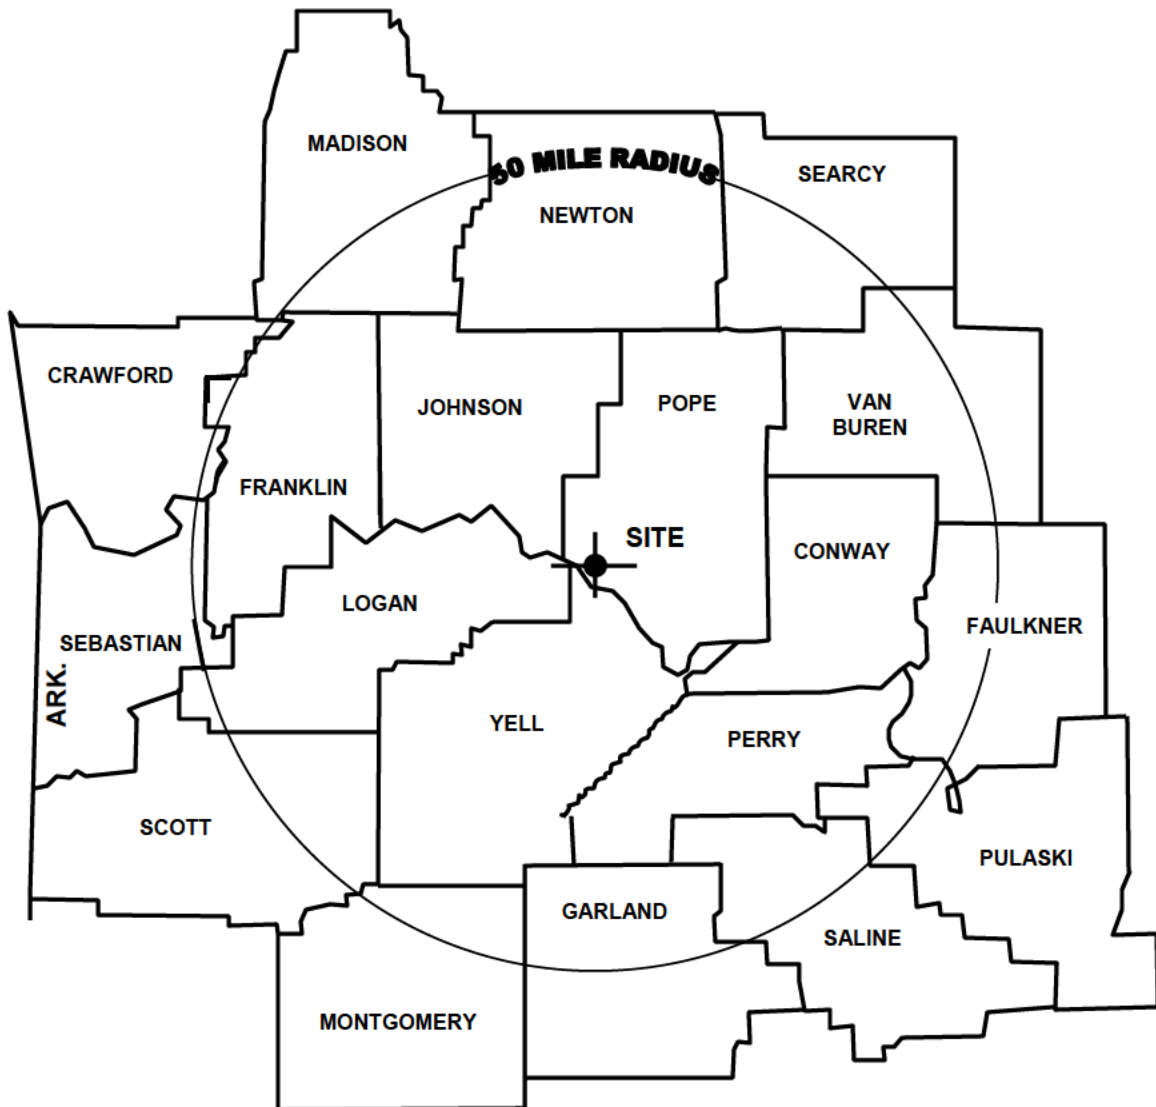 MADISON
50 MILE RADIUS
SEARCY
NEWTON
CRAWFORD
JOHNSON
POPE
VAN
BUREN
FRANKLIN
SITE
CONWAY
LOGAN
FAULKNER
SEBASTIAN
ARK.
YELL
PERRY
SCOTT
PULASKI
GARLAND
SALINE
MONTGOMERY